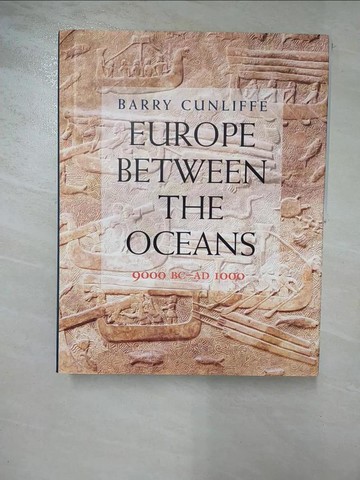 BARRY CUNLIFFE
EUROPE
BETWEEN
THE
OCEANS
9000 BC–AD 1000